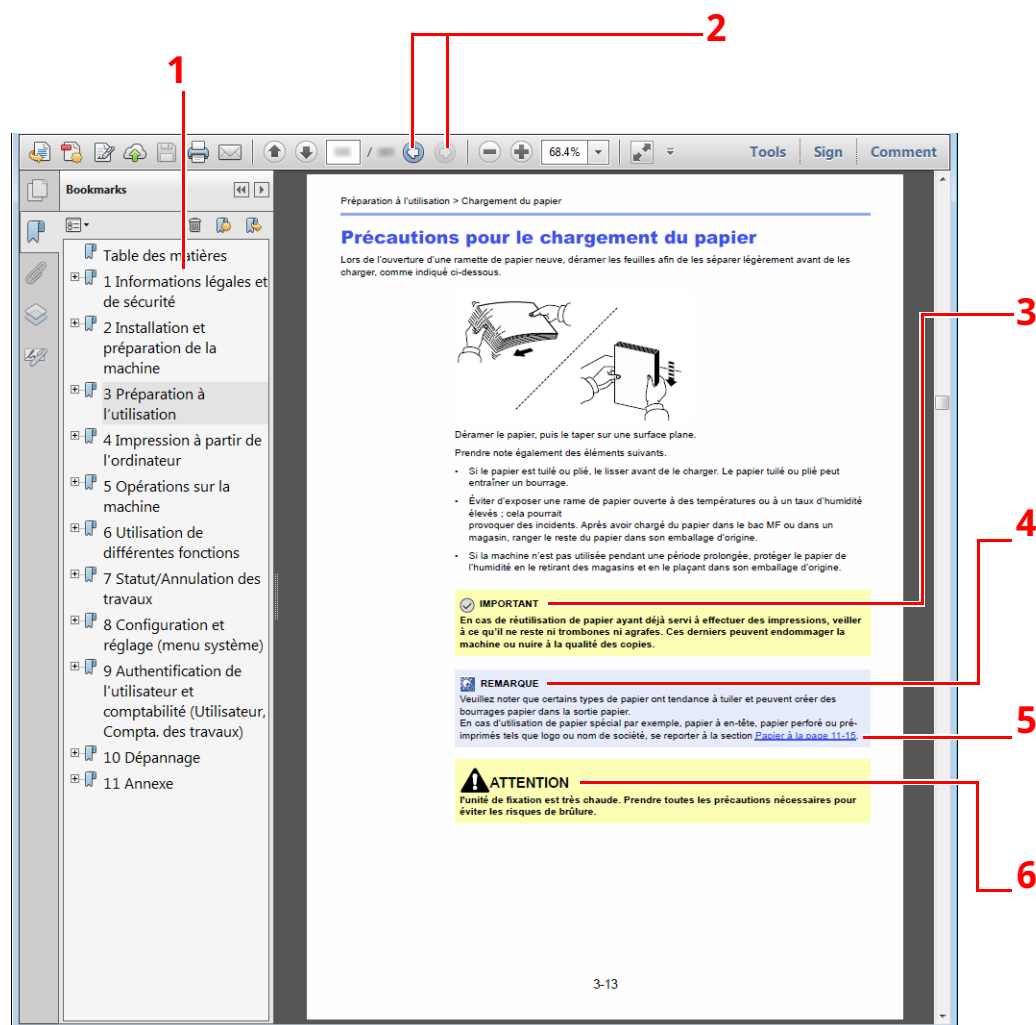 2
1
68.4%
Tools
Sign
Comment
Bookmarks
Table des matières
1 Informations légales et
de sécurité
2 Installation et
préparation de la
machine
3 Préparation à
l'utilisation
4 Impression à partir de
l'ordinateur
5 Opérations sur la
machine
6 Utilisation de
différentes fonctions
7 Statut/Annulation des
travaux
8 Configuration et
réglage (menu système)
9 Authentification de
l'utilisateur et
comptabilité (Utilisateur,
Compta. des travaux)
10 Dépannage
11 Annexe
Préparation à l'utilisation > Chargement du papier
Précautions pour le chargement du papier
Lors de l'ouverture d'une ramette de papier neuve, déramer les feuilles afin de les séparer légèrement avant de les
charger, comme indiqué ci-dessous.
Déramer le papier, puis le taper sur une surface plane.
Prendre note également des éléments suivants.
• Si le papier est tuilé ou plié, le lisser avant de le charger. Le papier tuilé ou plié peut
entraîner un bourrage.
• Éviter d'exposer une rame de papier ouverte à des températures ou à un taux d'humidité
élevés ; cela pourrait
provoquer des incidents. Après avoir chargé du papier dans le bac MF ou dans un
magasin, ranger le reste du papier dans son emballage d'origine.
• Si la machine n'est pas utilisée pendant une période prolongée, protéger le papier de
l'humidité en le retirant des magasins et en le plaçant dans son emballage d'origine.
IMPORTANT
En cas de réutilisation de papier ayant déjà servi à effectuer des impressions, veiller
à ce qu'il ne reste ni trombones ni agrafes. Ces derniers peuvent endommager la
machine ou nuire à la qualité des copies.
REMARQUE
Veuillez noter que certains types de papier ont tendance à tuiler et peuvent créer des
bourrages papier dans la sortie papier.
En cas d'utilisation de papier spécial par exemple, papier à en-tête, papier perforé ou pré-
imprimés tels que logo ou nom de société, se reporter à la section Papier à la page 11-15.
ATTENTION
l'unité de fixation est très chaude. Prendre toutes les précautions nécessaires pour
éviter les risques de brûlure.
3-13
3
4
5
6